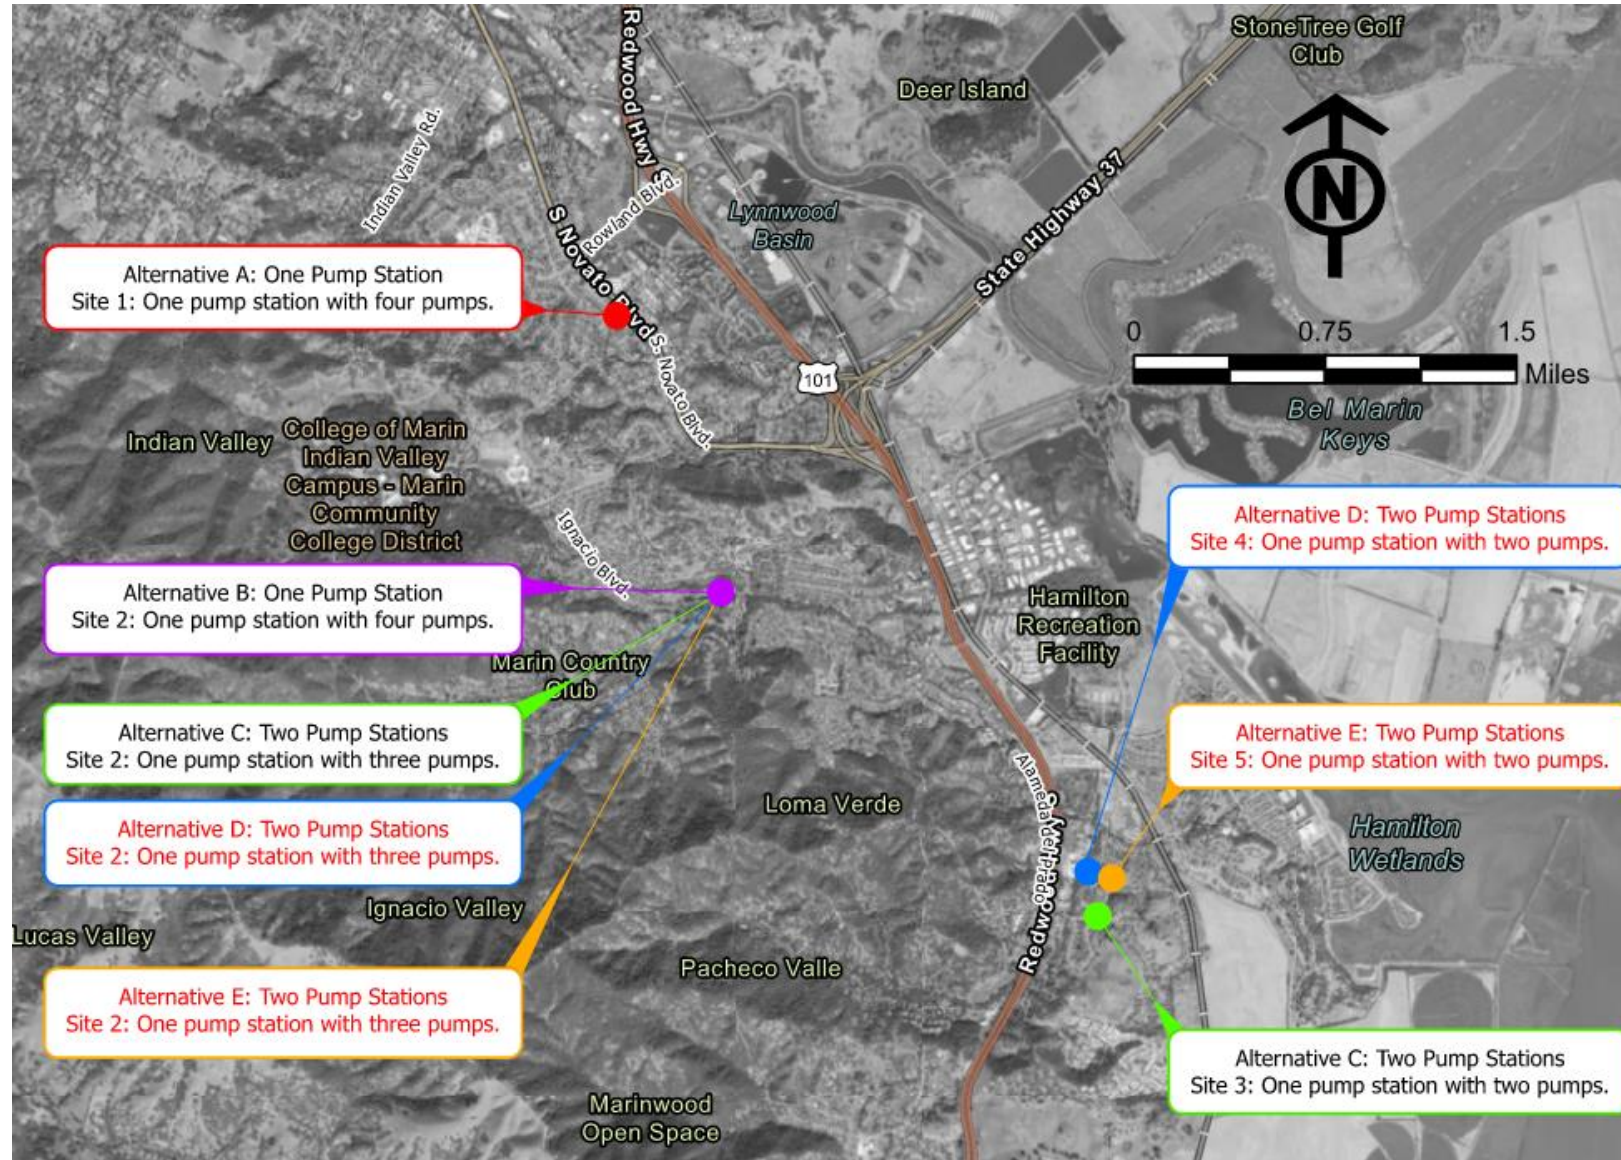 StoneTree Golf
Club
Redwood Hwy S
Deer Island
Indian Valley Rd.
State Highway 37
N
Rowland Blvd.
Lynnwood
Basin
S Novato Blvd
Alternative A: One Pump Station
Site 1: One pump station with four pumps.
0 0.75 1.5
Miles
S. Novato Blvd.
101
Bel Marin
Keys
Indian Valley
College of Marin
Indian Valley
Campus - Marin
Community
College District
Alternative D: Two Pump Stations
Site 4: One pump station with two pumps.
Ignacio Blvd.
Alternative B: One Pump Station
Site 2: One pump station with four pumps.
Hamilton
Recreation
Facility
Marin Country
Club
Alternative C: Two Pump Stations
Site 2: One pump station with three pumps.
Alternative E: Two Pump Stations
Site 5: One pump station with two pumps.
Alameda del Prado
Redwood Hwy S
Loma Verde
Alternative D: Two Pump Stations
Site 2: One pump station with three pumps.
Hamilton
Wetlands
Ignacio Valley
Lucas Valley
Pacheco Valle
Alternative E: Two Pump Stations
Site 2: One pump station with three pumps.
Alternative C: Two Pump Stations
Site 3: One pump station with two pumps.
Marinwood
Open Space